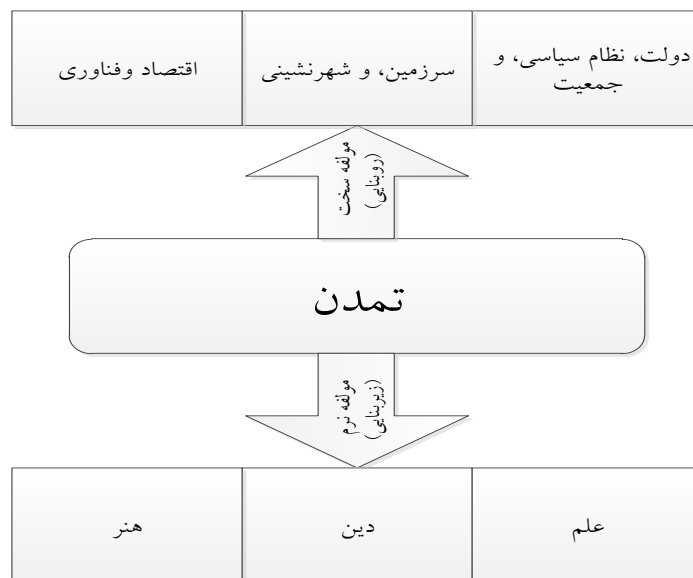 دولت، نظام سیاسی، و
جمعیت
سرزمین، و شهرنشینی
اقتصاد وفناوری
مولفه سخت
(روبنایی)
تمدن
مولفه نرم
(زیربنایی)
علم
دین
هنر